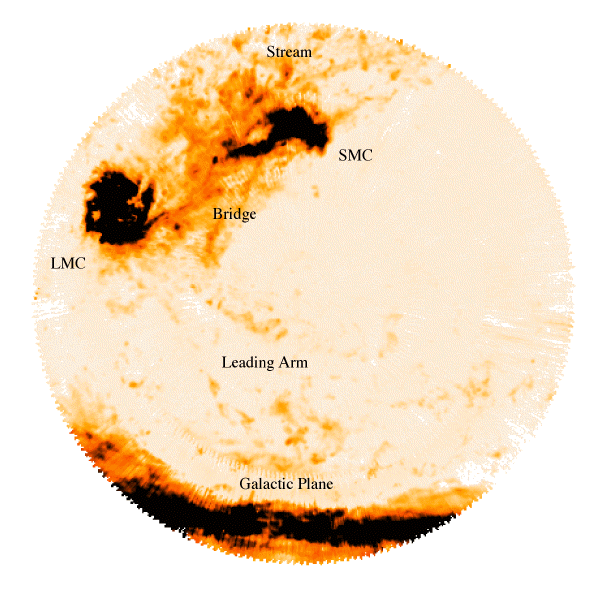 Stream
SMC
Bridge
LMC
Leading Arm
Galactic Plane